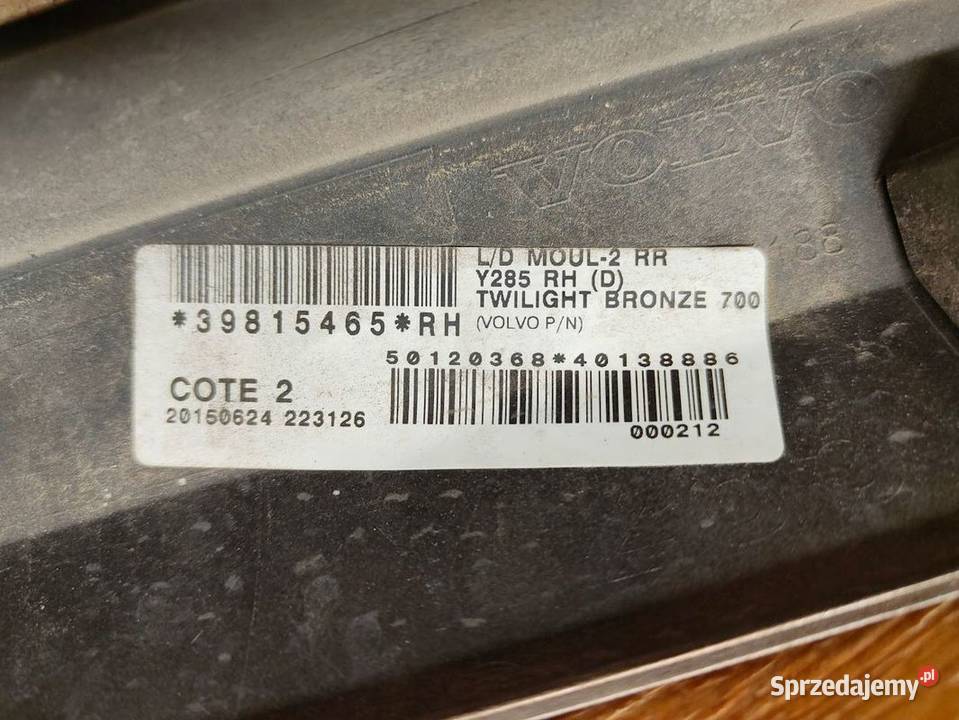 VOLVO
88
L/D MOUL-2 RR
Y285 RH (D)
TWILIGHT BRONZE 700
*39815465*RH
(VOLVO P/N)
50120368*40138886
COTE 2
20150624 223126
000212
Sprzedajemy.pl